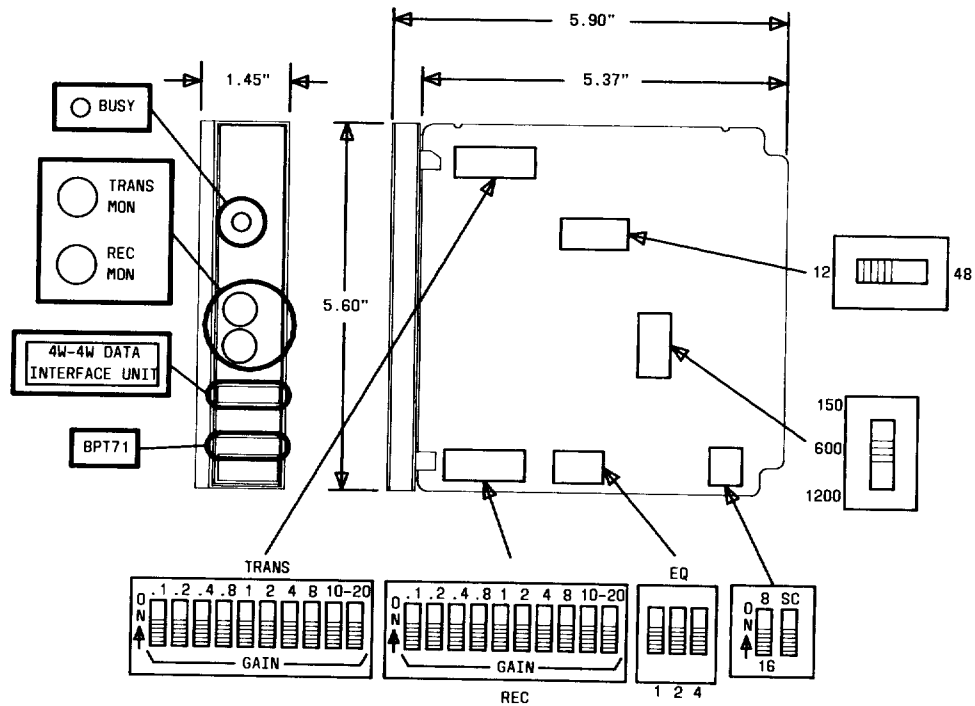 5.90"
1.45"
5.37"
BUSY
TRANS
MON
REC
MON
5.60"
12
48
4W-4W DATA
INTERFACE UNIT
BPT71
150
600
1200
TRANS
ON
.1 .2 .4 .8 1 2 4 8 10-20
GAIN
ON
.1 .2 .4 .8 1 2 4 8 10-20
GAIN
REC
EQ
1 2 4
ON
8 SC
16